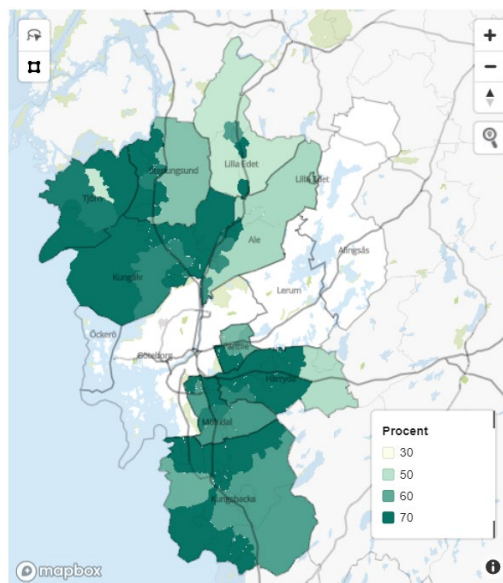 Stenungsund
Lilla Edet
Lilla Edet
Tjörn
Ale
Alingsås
Kungälv
Lerum
Öckerö
Göteborg
Partille
Härryda
Mölndal
Kungsbacka
Procent
30
50
60
70
mapbox